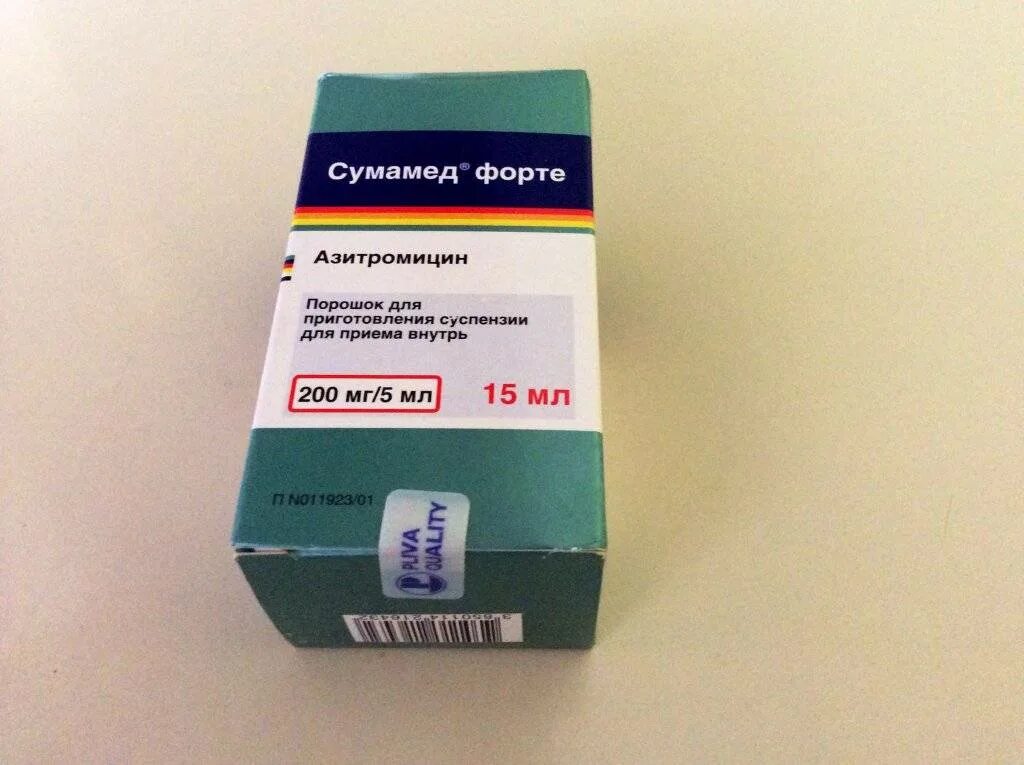 Сумамед® форте
Азитромицин
Порошок для
приготовления суспензии
для приема внутрь
200 мг/5 мл
15 мл
П N011923/01
PLIVA
QUALITY
3850114216432